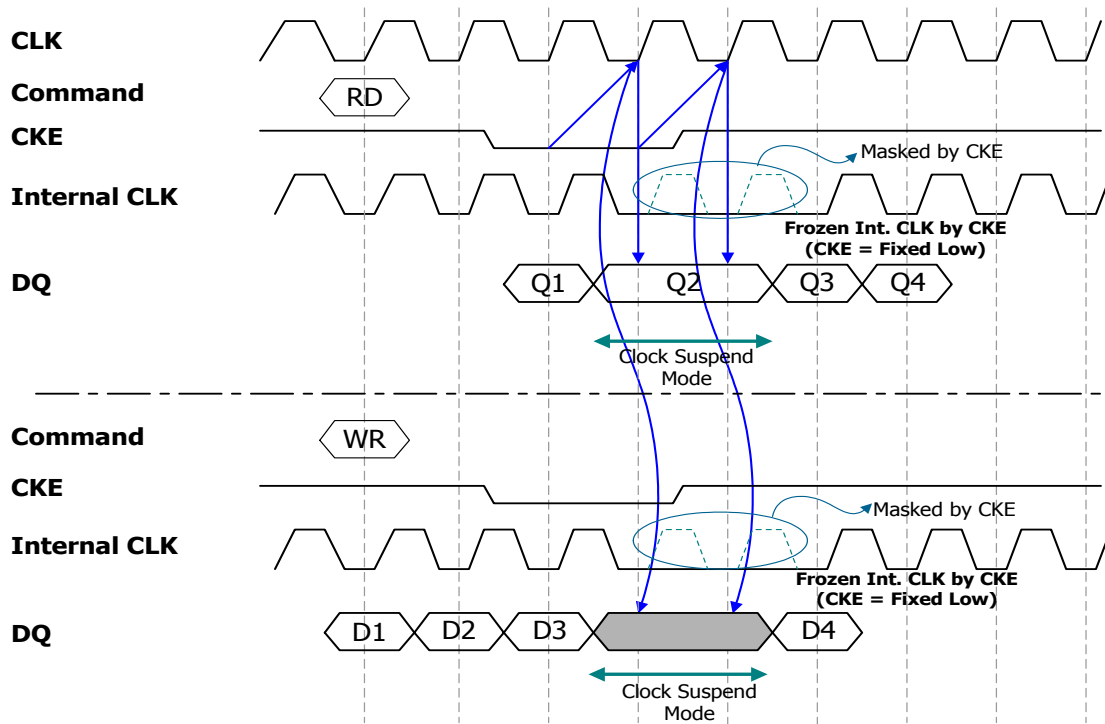 CLK
Command
RD
CKE
Masked by CKE
Internal CLK
Frozen Int. CLK by CKE
(CKE = Fixed Low)
DQ
Q1
Q2
Q3
Q4
Clock Suspend
Mode
Command
WR
CKE
Masked by CKE
Internal CLK
Frozen Int. CLK by CKE
(CKE = Fixed Low)
DQ
D1
D2
D3
D4
Clock Suspend
Mode